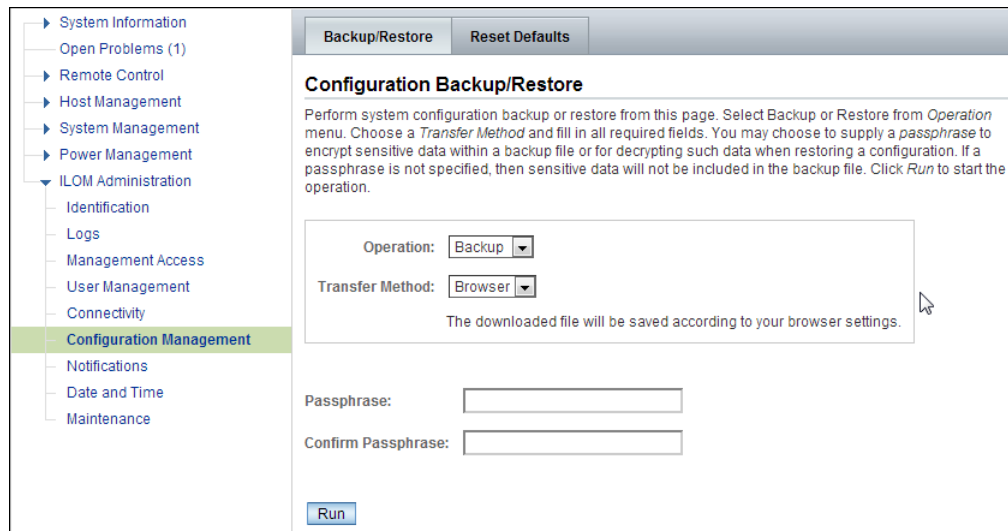 System Information
Open Problems (1)
Remote Control
Host Management
System Management
Power Management
ILOM Administration
Identification
Logs
Management Access
User Management
Connectivity
Configuration Management
Notifications
Date and Time
Maintenance
Backup/Restore
Reset Defaults
Configuration Backup/Restore
Perform system configuration backup or restore from this page. Select Backup or Restore from Operation
menu. Choose a Transfer Method and fill in all required fields. You may choose to supply a passphrase to
encrypt sensitive data within a backup file or for decrypting such data when restoring a configuration. If a
passphrase is not specified, then sensitive data will not be included in the backup file. Click Run to start the
operation.
Operation: Backup
Transfer Method: Browser
The downloaded file will be saved according to your browser settings.
Passphrase:
Confirm Passphrase:
Run